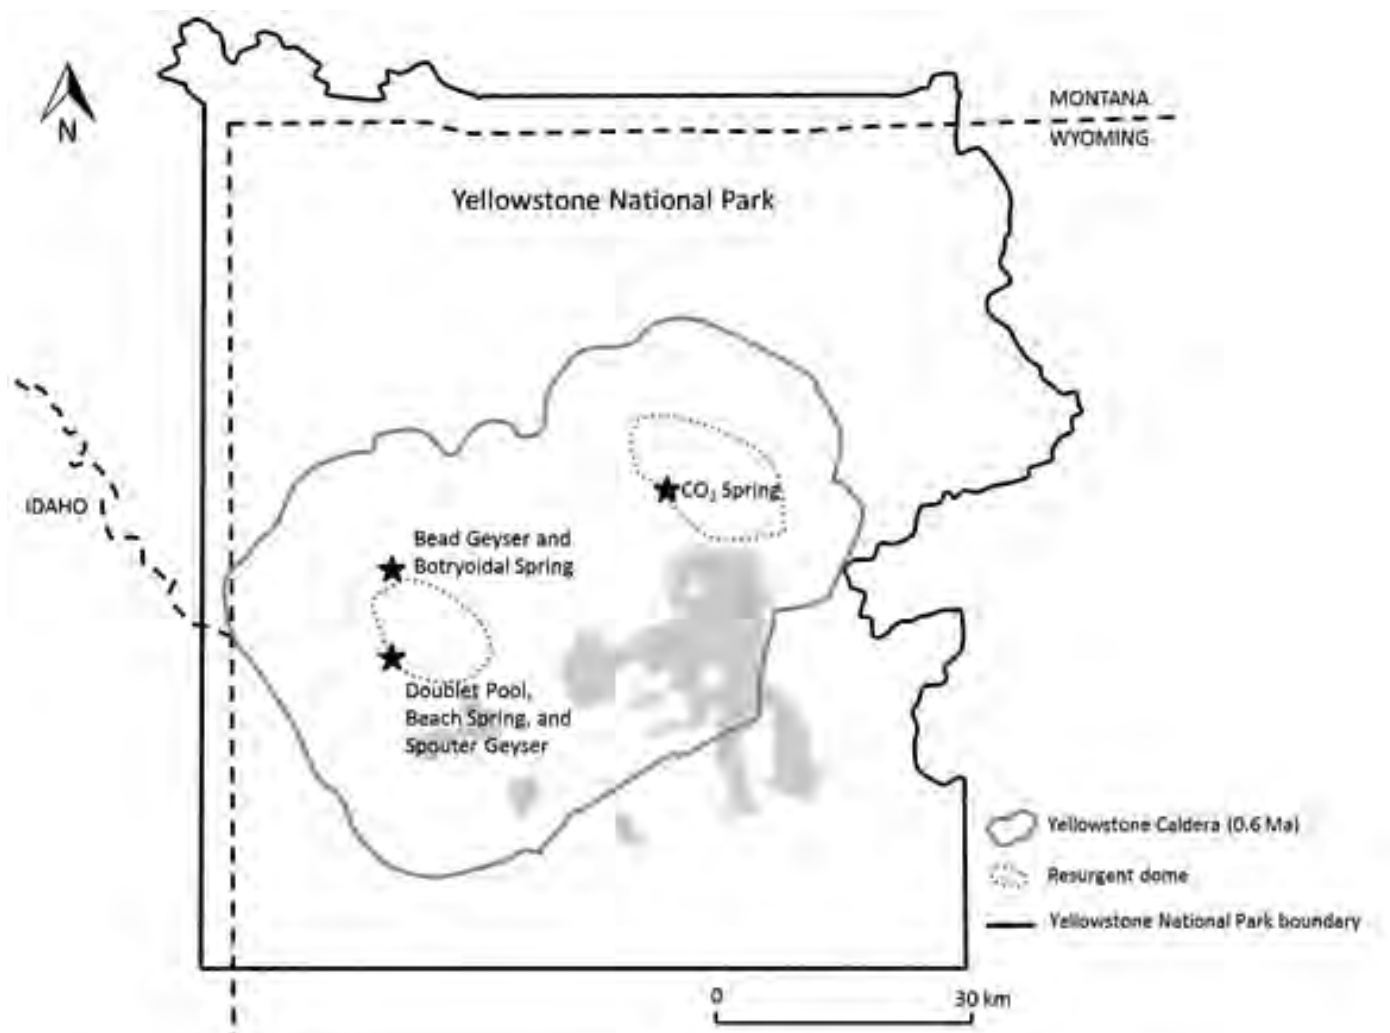 MONTANA
WYOMING
N
Yellowstone National Park
IDAHO
CO₂ Spring
Bead Geyser and
Botryoidal Spring
Doublet Pool,
Beach Spring, and
Spouter Geyser
Yellowstone Caldera (0.6 Ma)
Resurgent dome
Yellowstone National Park boundary
0 30 km